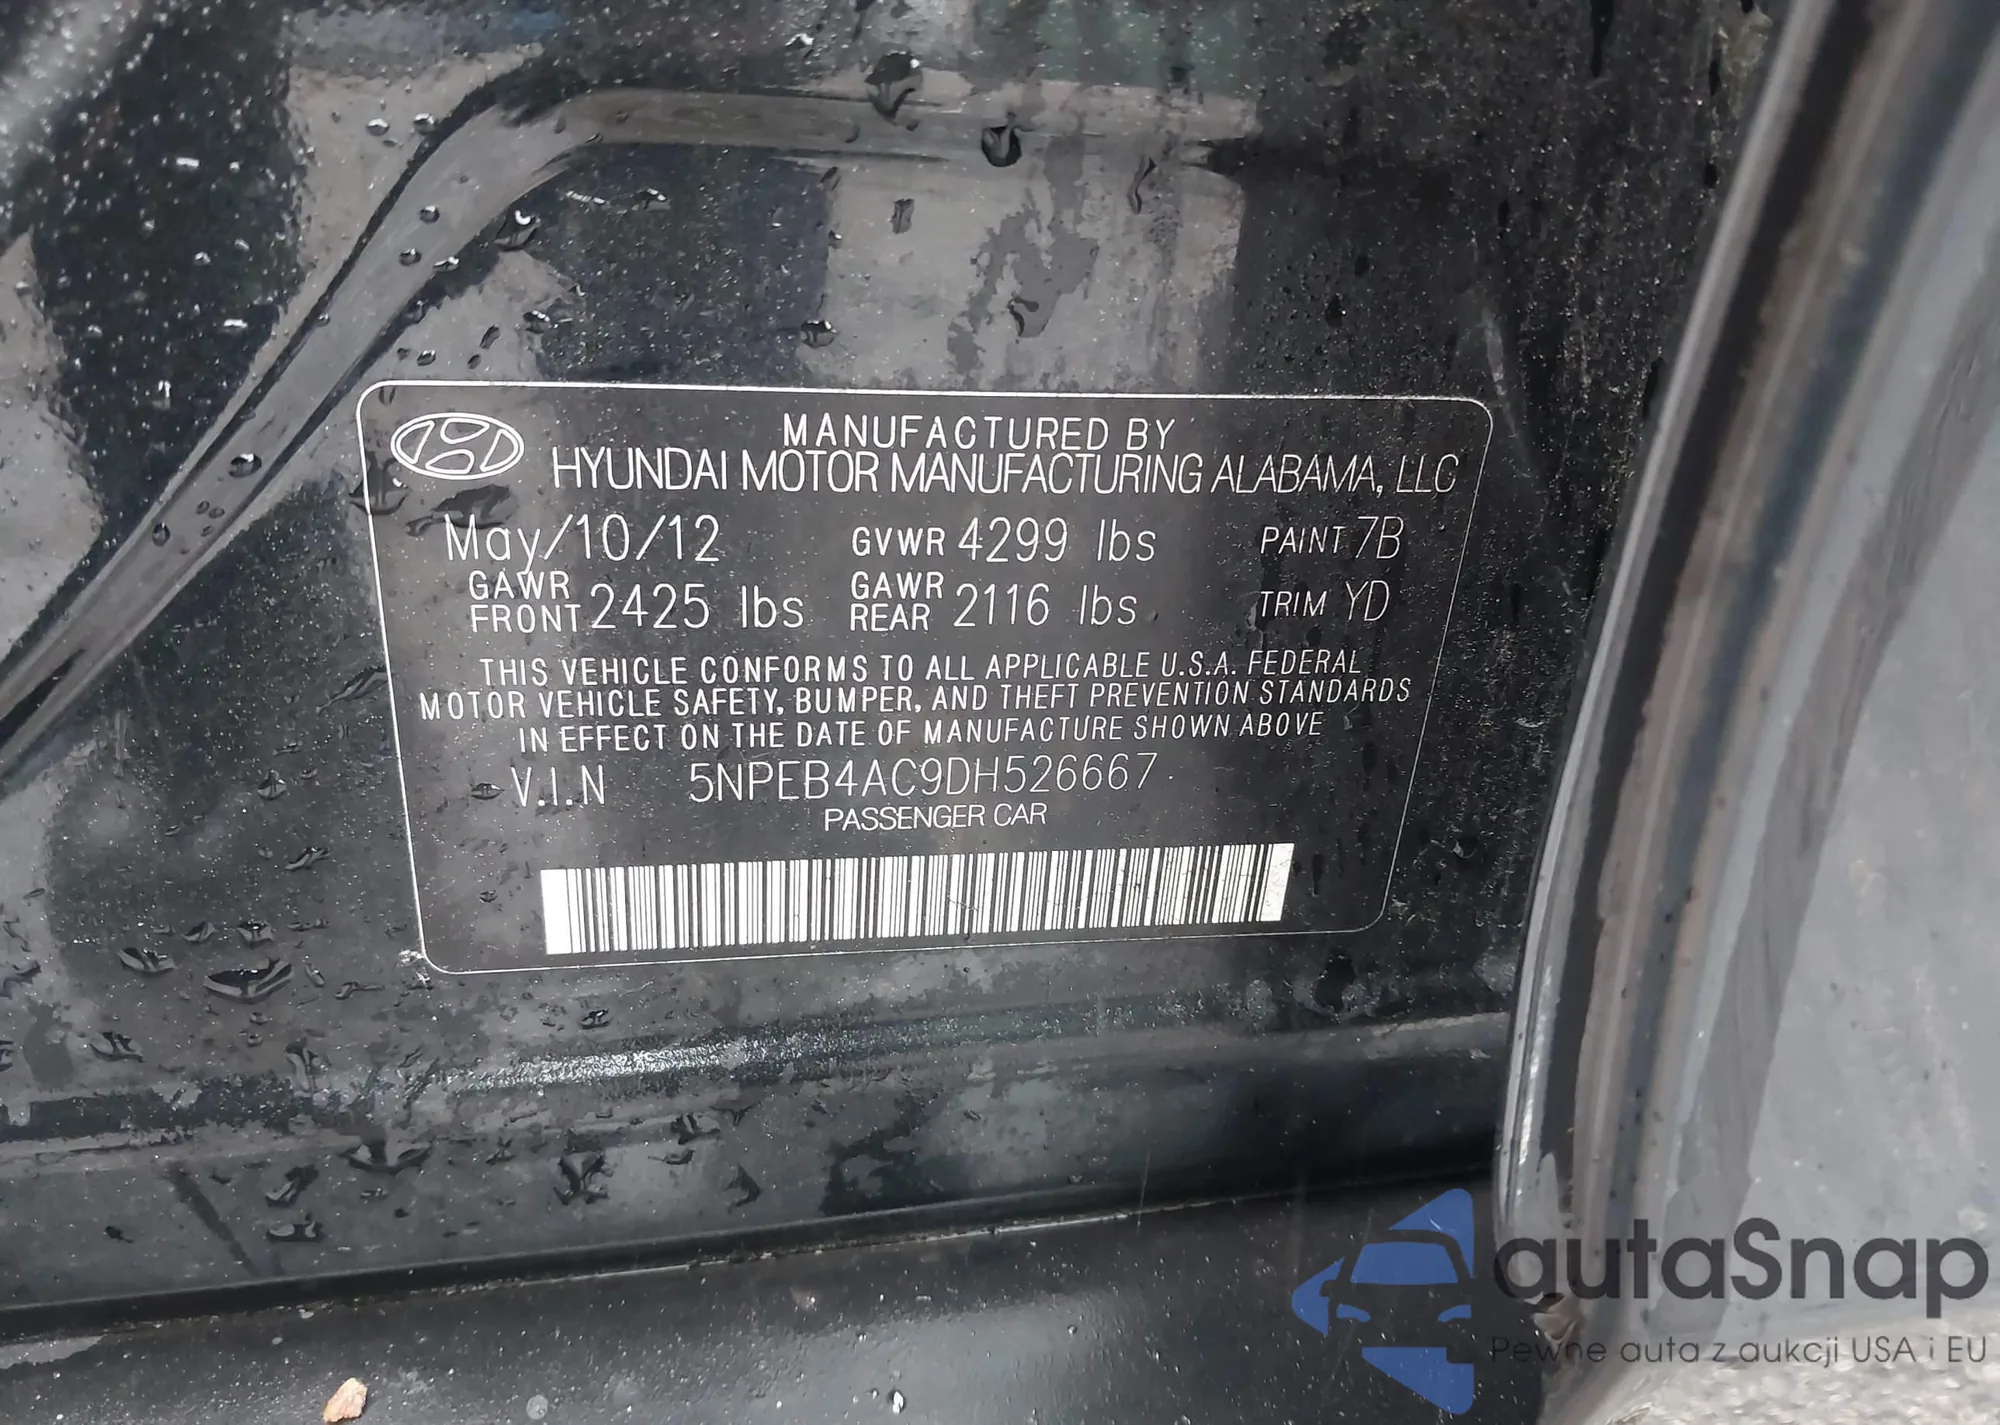 MANUFACTURED BY
HYUNDAI MOTOR MANUFACTURING ALABAMA, LLC
May/10/12 GVWR 4299 lbs PAINT 7B
GAWR FRONT 2425 lbs GAWR REAR 2116 lbs TRIM YD
THIS VEHICLE CONFORMS TO ALL APPLICABLE U.S.A. FEDERAL
MOTOR VEHICLE SAFETY, BUMPER, AND THEFT PREVENTION STANDARDS
IN EFFECT ON THE DATE OF MANUFACTURE SHOWN ABOVE
V.I.N 5NPEB4AC9DH526667
PASSENGER CAR
autaSnap
Pewne auta z aukcji USA i EU